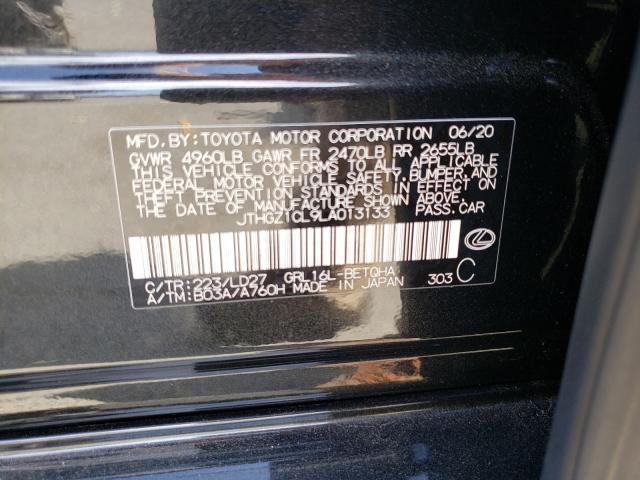 MFD. BY: TOYOTA MOTOR CORPORATION 06/20
GVWR 4960LB GAWR FR 2470LB RR 2655LB
THIS VEHICLE CONFORMS TO ALL APPLICABLE
FEDERAL MOTOR VEHICLE SAFETY, BUMPER, AND
THEFT PREVENTION STANDARDS IN EFFECT ON
THE DATE OF MANUFACTURE SHOWN ABOVE.
JTHGZ1CL9LA013133 PASS. CAR
C/TR: 223/LD27 GRL16L-BETQHA
A/TM: B03A/A760H MADE IN JAPAN 303 C